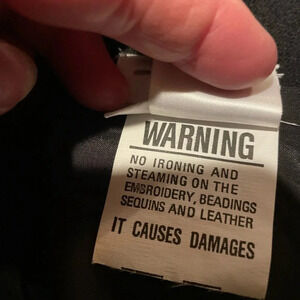 WARNING
NO IRONING AND
STEAMING ON THE
EMBROIDERY, BEADINGS
SEQUINS AND LEATHER
IT CAUSES DAMAGES